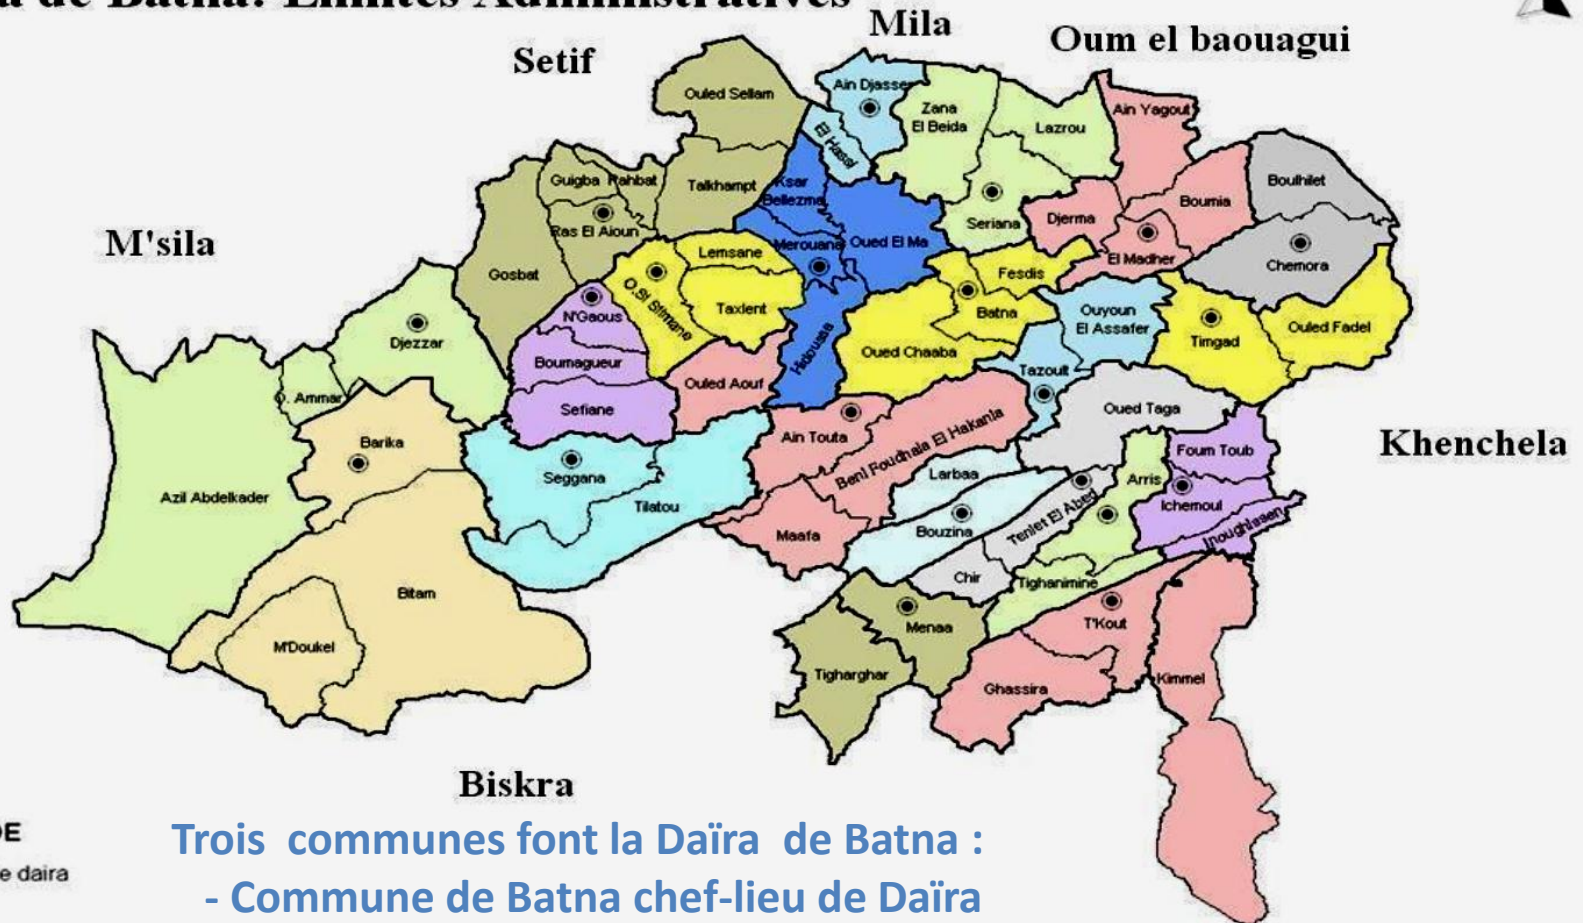 de Batna: Limites Administratives
Mila
Oum el baouagui
Setif
Ouled Sellam
Ain Djasser
Zana
El Beida
Lazrou
Ain Yagout
El Hassi
Guigba
Rahbat
Talkhampt
Ksar
Bellezma
Boulhilet
Boumia
Seriana
Djerma
M'sila
Ras El Aioun
Merouana
Oued El Ma
El Madher
Chemora
Gosbat
Lemsane
Fesdis
O.Si Slimane
Taxlent
N'Gaous
Batna
Ouyoun
El Assafer
Timgad
Ouled Fadel
Djezzar
Boumagueur
Hidoussa
Oued Chaaba
Tazoult
O. Ammar
Ouled Aouf
Sefiane
Oued Taga
Barika
Ain Touta
Beni Foudhala El Hakania
Foum Toub
Khenchela
Seggana
Larbaa
Arris
Azil Abdelkader
Tilatou
Teniet El Abed
Ichemoul
Maafa
Bouzina
Inoughissen
Bitam
Chir
Tighanimine
Menaa
T'Kout
M'Doukel
Tigharghar
Ghassira
Kimmel
Biskra
DE
e daira
Trois communes font la Daïra de Batna :
- Commune de Batna chef-lieu de Daïra